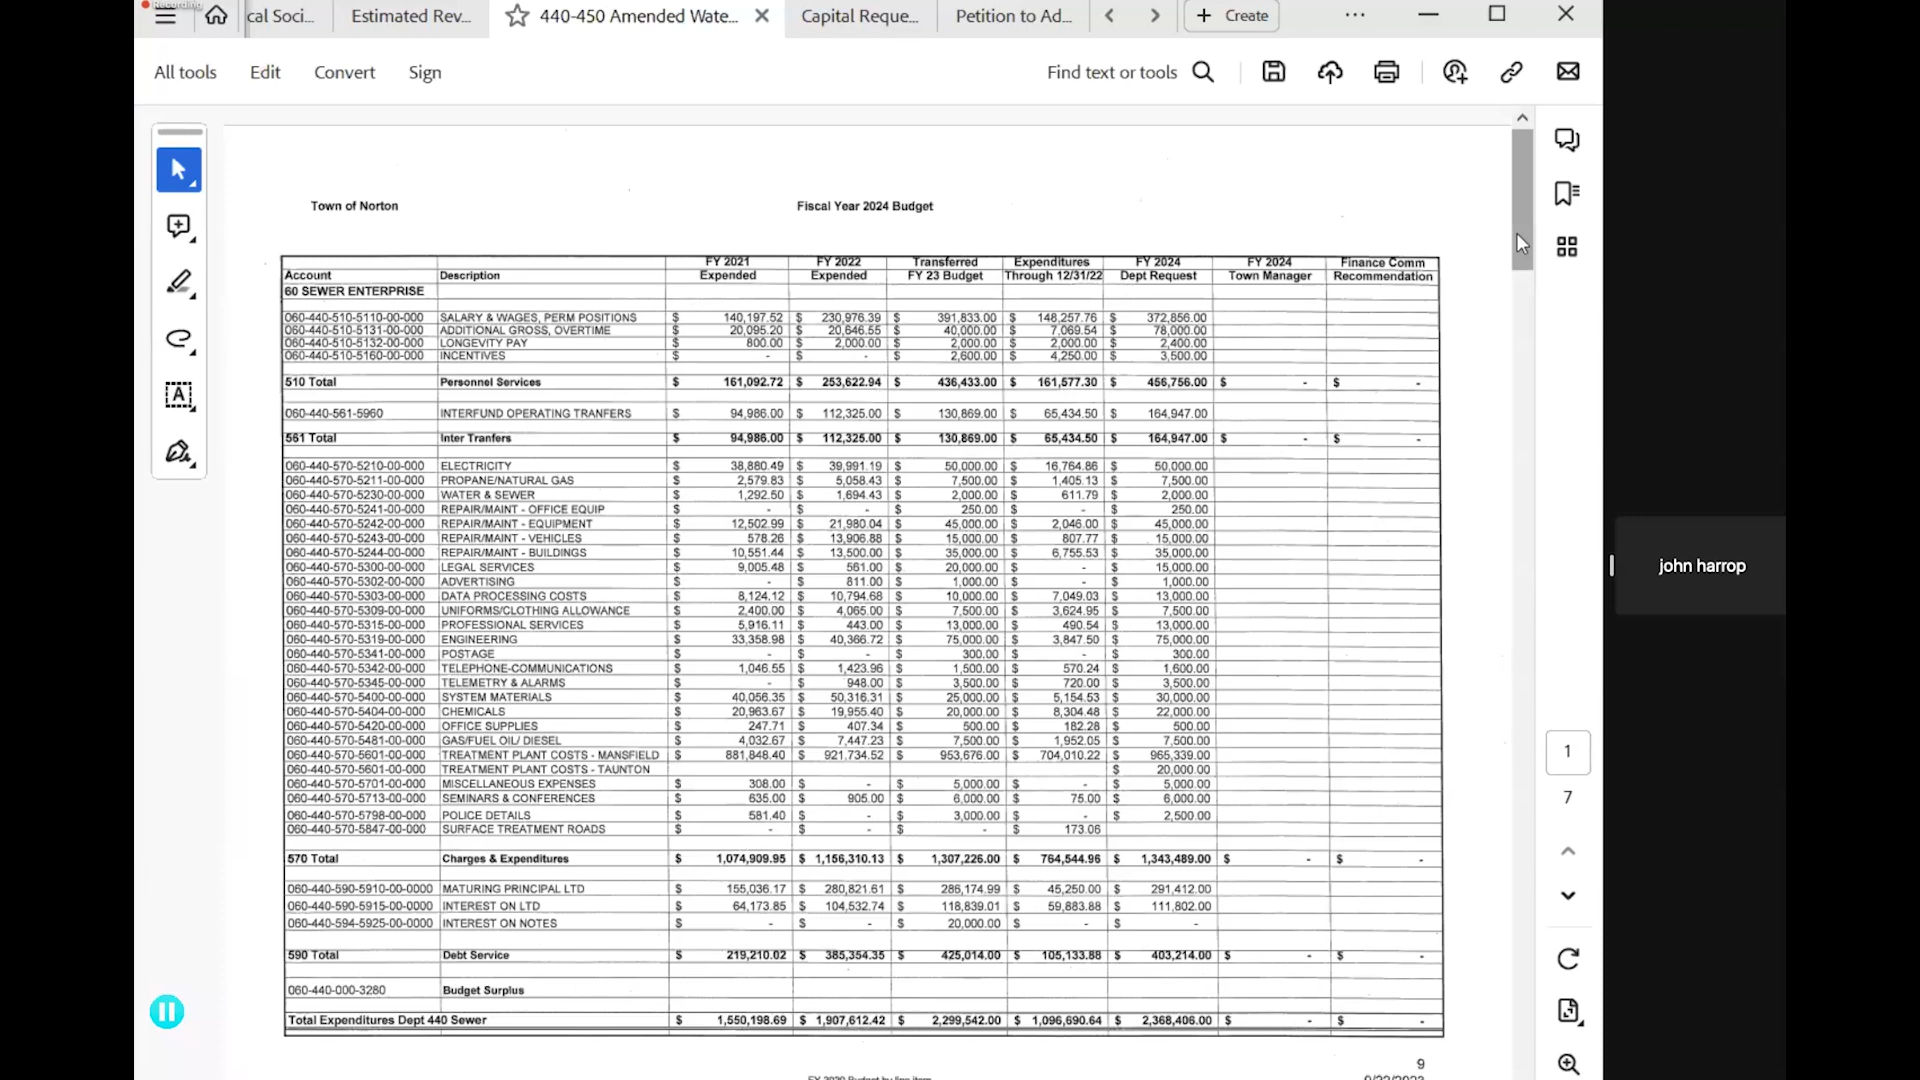 Recording
cal Soci... Estimated Rev... 440-450 Amended Wate... Capital Reque... Petition to Ad... Create
All tools Edit Convert Sign Find text or tools
Town of Norton Fiscal Year 2024 Budget
FY 2021 FY 2022 Transferred Expenditures FY 2024 FY 2024 Finance Comm
Account Description Expended Expended FY 23 Budget Through 12/31/22 Dept Request Town Manager Recommendation
60 SEWER ENTERPRISE
060-440-510-5110-00-000 SALARY & WAGES, PERM POSITIONS $ 140,197.52 $ 230,976.39 $ 391,833.00 $ 148,257.76 $ 372,856.00
060-440-510-5131-00-000 ADDITIONAL GROSS, OVERTIME $ 20,095.20 $ 20,646.55 $ 40,000.00 $ 7,069.54 $ 78,000.00
060-440-510-5132-00-000 LONGEVITY PAY $ 800.00 $ 2,000.00 $ 2,000.00 $ 2,000.00 $ 2,400.00
060-440-510-5160-00-000 INCENTIVES $ - $ - $ 2,600.00 $ 4,250.00 $ 3,500.00
510 Total Personnel Services $ 161,092.72 $ 253,622.94 $ 436,433.00 $ 161,577.30 $ 456,756.00 $ - $ -
060-440-561-5960 INTERFUND OPERATING TRANFERS $ 94,986.00 $ 112,325.00 $ 130,869.00 $ 65,434.50 $ 164,947.00
561 Total Inter Tranfers $ 94,986.00 $ 112,325.00 $ 130,869.00 $ 65,434.50 $ 164,947.00 $ - $ -
060-440-570-5210-00-000 ELECTRICITY $ 38,880.49 $ 39,991.19 $ 50,000.00 $ 16,764.86 $ 50,000.00
060-440-570-5211-00-000 PROPANE/NATURAL GAS $ 2,579.83 $ 5,058.43 $ 7,500.00 $ 1,405.13 $ 7,500.00
060-440-570-5230-00-000 WATER & SEWER $ 1,292.50 $ 1,694.43 $ 2,000.00 $ 611.79 $ 2,000.00
060-440-570-5241-00-000 REPAIR/MAINT - OFFICE EQUIP $ - $ - $ 250.00 $ - $ 250.00
060-440-570-5242-00-000 REPAIR/MAINT - EQUIPMENT $ 12,502.99 $ 21,980.04 $ 45,000.00 $ 2,046.00 $ 45,000.00
060-440-570-5243-00-000 REPAIR/MAINT - VEHICLES $ 578.26 $ 13,906.88 $ 15,000.00 $ 807.77 $ 15,000.00
060-440-570-5244-00-000 REPAIR/MAINT - BUILDINGS $ 10,551.44 $ 13,500.00 $ 35,000.00 $ 6,755.53 $ 35,000.00
060-440-570-5300-00-000 LEGAL SERVICES $ 9,005.48 $ 561.00 $ 20,000.00 $ - $ 15,000.00
060-440-570-5302-00-000 ADVERTISING $ - $ 811.00 $ 1,000.00 $ - $ 1,000.00
060-440-570-5303-00-000 DATA PROCESSING COSTS $ 8,124.12 $ 10,794.68 $ 10,000.00 $ 7,049.03 $ 13,000.00
060-440-570-5309-00-000 UNIFORMS/CLOTHING ALLOWANCE $ 2,400.00 $ 4,065.00 $ 7,500.00 $ 3,624.95 $ 7,500.00
060-440-570-5315-00-000 PROFESSIONAL SERVICES $ 5,916.11 $ 443.00 $ 13,000.00 $ 490.54 $ 13,000.00
060-440-570-5319-00-000 ENGINEERING $ 33,358.98 $ 40,366.72 $ 75,000.00 $ 3,847.50 $ 75,000.00
060-440-570-5341-00-000 POSTAGE $ - $ - $ 300.00 $ - $ 300.00
060-440-570-5342-00-000 TELEPHONE-COMMUNICATIONS $ 1,046.55 $ 1,423.96 $ 1,500.00 $ 570.24 $ 1,600.00
060-440-570-5345-00-000 TELEMETRY & ALARMS $ - $ 948.00 $ 3,500.00 $ 720.00 $ 3,500.00
060-440-570-5400-00-000 SYSTEM MATERIALS $ 40,056.35 $ 50,316.31 $ 25,000.00 $ 5,154.53 $ 30,000.00
060-440-570-5404-00-000 CHEMICALS $ 20,963.67 $ 19,955.40 $ 20,000.00 $ 8,304.48 $ 22,000.00
060-440-570-5420-00-000 OFFICE SUPPLIES $ 247.71 $ 407.34 $ 500.00 $ 182.28 $ 500.00
060-440-570-5481-00-000 GAS/FUEL OIL/ DIESEL $ 4,032.67 $ 7,447.23 $ 7,500.00 $ 1,952.05 $ 7,500.00
060-440-570-5601-00-000 TREATMENT PLANT COSTS - MANSFIELD $ 881,848.40 $ 921,734.52 $ 953,676.00 $ 704,010.22 $ 965,339.00
060-440-570-5601-00-000 TREATMENT PLANT COSTS - TAUNTON $ 20,000.00
060-440-570-5701-00-000 MISCELLANEOUS EXPENSES $ 308.00 $ - $ 5,000.00 $ - $ 5,000.00
060-440-570-5713-00-000 SEMINARS & CONFERENCES $ 635.00 $ 905.00 $ 6,000.00 $ 75.00 $ 6,000.00
060-440-570-5798-00-000 POLICE DETAILS $ 581.40 $ - $ 3,000.00 $ - $ 2,500.00
060-440-570-5847-00-000 SURFACE TREATMENT ROADS $ - $ - $ - $ 173.06
570 Total Charges & Expenditures $ 1,074,909.95 $ 1,156,310.13 $ 1,307,226.00 $ 764,544.96 $ 1,343,489.00 $ - $ -
060-440-590-5910-00-0000 MATURING PRINCIPAL LTD $ 155,036.17 $ 280,821.61 $ 286,174.99 $ 45,250.00 $ 291,412.00
060-440-590-5915-00-0000 INTEREST ON LTD $ 64,173.85 $ 104,532.74 $ 118,839.01 $ 59,883.88 $ 111,802.00
060-440-594-5925-00-0000 INTEREST ON NOTES $ - $ - $ 20,000.00 $ - $ -
590 Total Debt Service $ 219,210.02 $ 385,354.35 $ 425,014.00 $ 105,133.88 $ 403,214.00 $ - $ -
060-440-000-3280 Budget Surplus
Total Expenditures Dept 440 Sewer $ 1,550,198.69 $ 1,907,612.42 $ 2,299,542.00 $ 1,096,690.64 $ 2,368,406.00 $ - $ -
9
1
7
john harrop